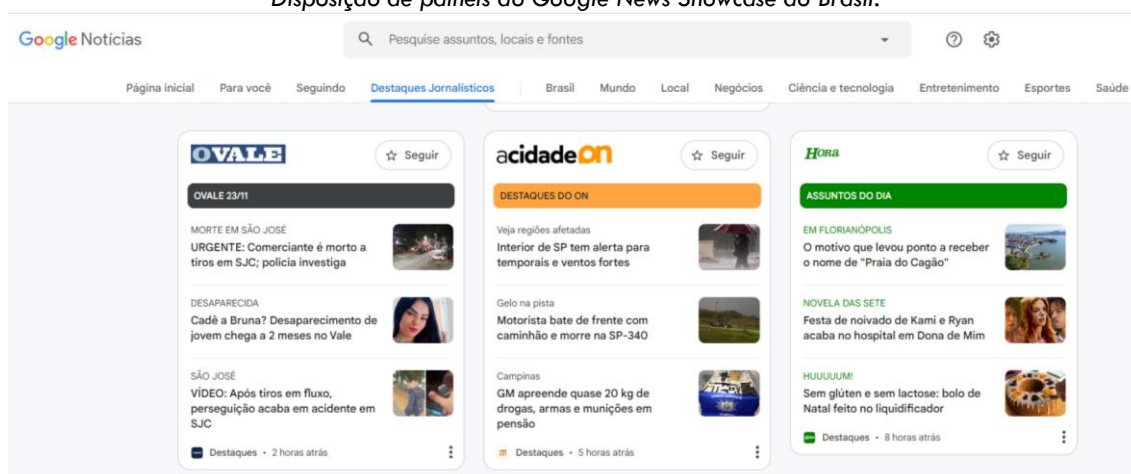 Disposição de painéis do Google News Showcase do Brasil.
Google Notícias
Pesquise assuntos, locais e fontes
Página inicial Para você Seguindo Destaques Jornalísticos Brasil Mundo Local Negócios Ciência e tecnologia Entretenimento Esportes Saúde
OVALE
Seguir
OVALE 23/11
MORTE EM SÃO JOSÉ
URGENTE: Comerciante é morto a
tiros em SJC; polícia investiga
DESAPARECIDA
Cadê a Bruna? Desaparecimento de
jovem chega a 2 meses no Vale
SÃO JOSÉ
VÍDEO: Após tiros em fluxo,
perseguição acaba em acidente em
SJC
Destaques • 2 horas atrás
acidade on
Seguir
DESTAQUES DO ON
Veja regiões afetadas
Interior de SP tem alerta para
temporais e ventos fortes
Gelo na pista
Motorista bate de frente com
caminhão e morre na SP-340
Campinas
GM apreende quase 20 kg de
drogas, armas e munições em
pensão
Destaques • 5 horas atrás
HORA
Seguir
ASSUNTOS DO DIA
EM FLORIANÓPOLIS
O motivo que levou ponto a receber
o nome de "Praia do Cagão"
NOVELA DAS SETE
Festa de noivado de Kami e Ryan
acaba no hospital em Dona de Mim
HUUUUUM!
Sem glúten e sem lactose: bolo de
Natal feito no liquidificador
Destaques • 8 horas atrás